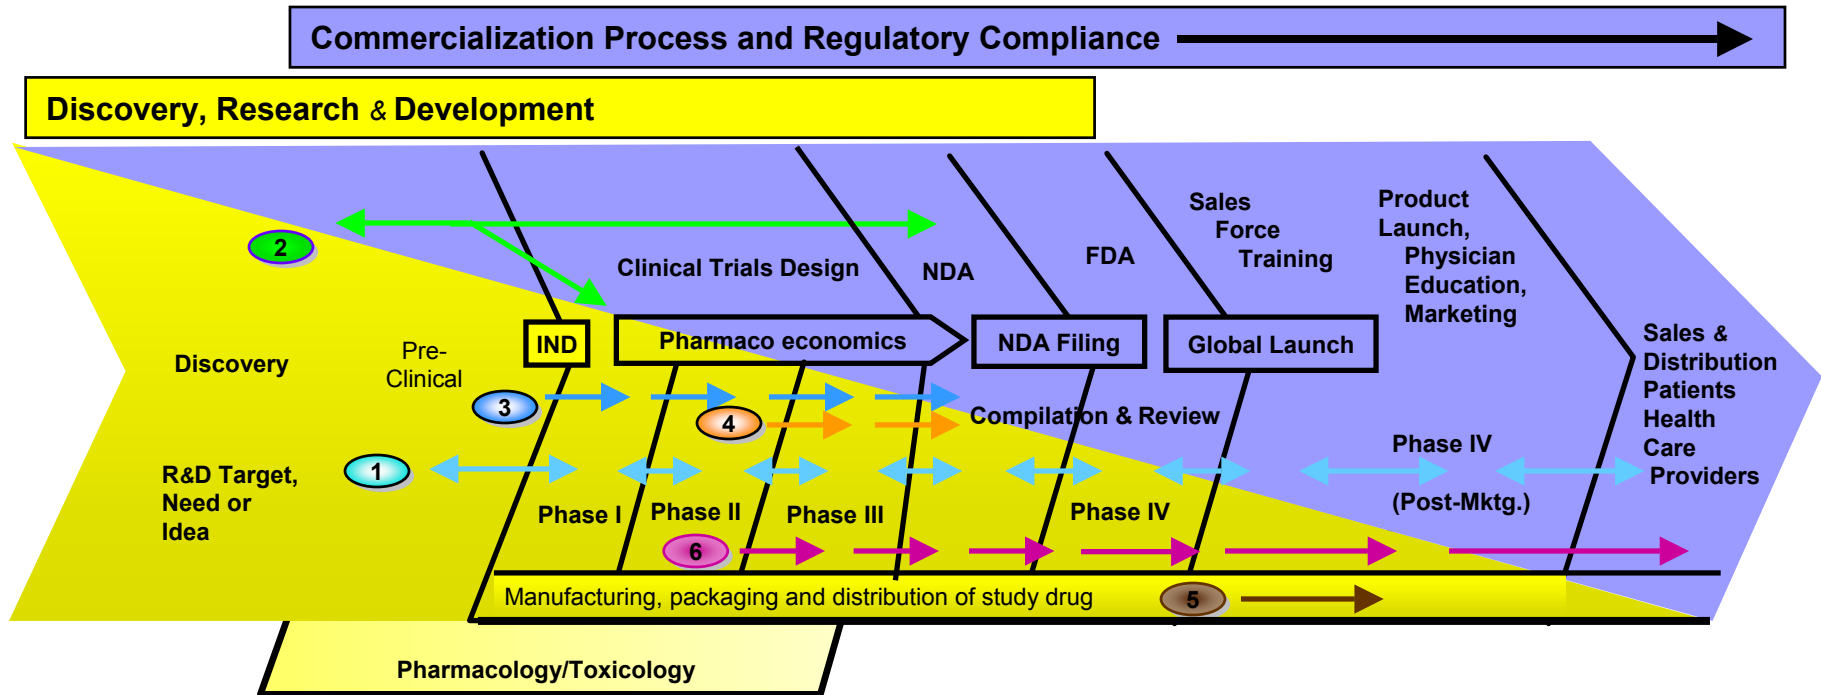 Commercialization Process and Regulatory Compliance
Discovery, Research & Development
Sales
Force
Training
Product
Launch,
Physician
Education,
Marketing
2
Clinical Trials Design
NDA
FDA
IND
Pharmaco economics
NDA Filing
Global Launch
Sales &
Distribution
Patients
Health
Care
Providers
Discovery
Pre-
Clinical
3
4
Compilation & Review
1
R&D Target,
Need or
Idea
Phase IV
(Post-Mktg.)
Phase I
Phase II
Phase III
Phase IV
6
Manufacturing, packaging and distribution of study drug
5
Pharmacology/Toxicology